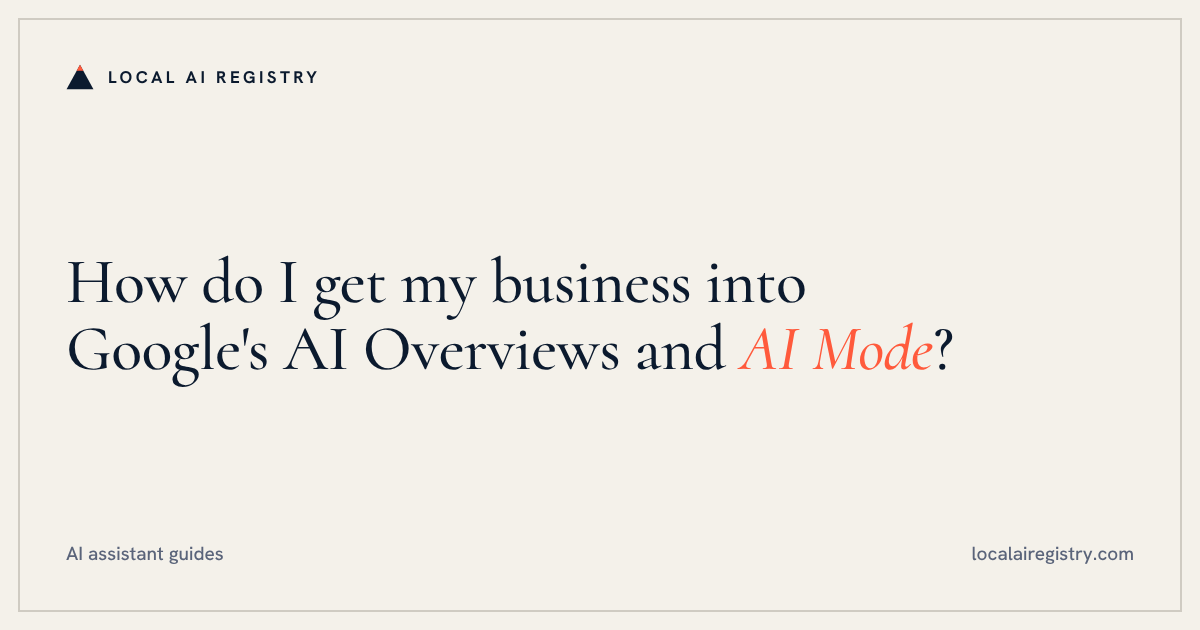 LOCAL AI REGISTRY
How do I get my business into
Google's AI Overviews and AI Mode?
AI assistant guides
localairegistry.com